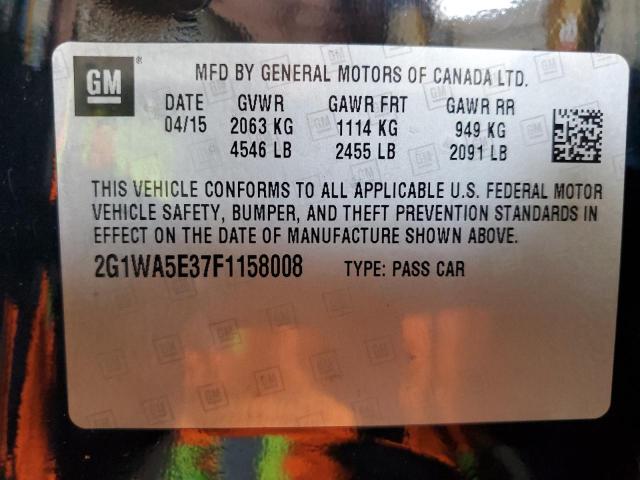 GM
MFD BY GENERAL MOTORS OF CANADA LTD.
DATE GVWR GAWR FRT GAWR RR
04/15 2063 KG 1114 KG 949 KG
4546 LB 2455 LB 2091 LB
THIS VEHICLE CONFORMS TO ALL APPLICABLE U.S. FEDERAL MOTOR
VEHICLE SAFETY, BUMPER, AND THEFT PREVENTION STANDARDS IN
EFFECT ON THE DATE OF MANUFACTURE SHOWN ABOVE.
2G1WA5E37F1158008 TYPE: PASS CAR